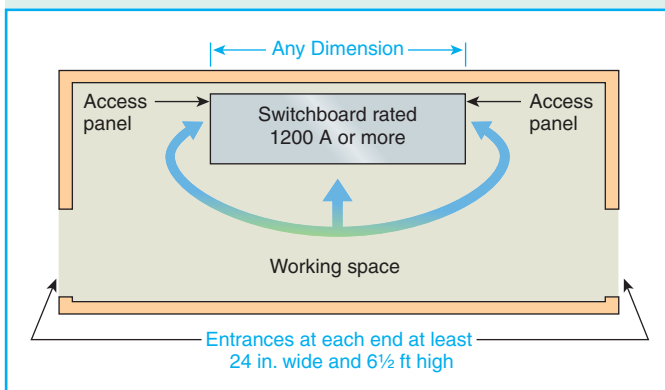 Any Dimension
Access
panel
Switchboard rated
1200 A or more
Access
panel
Working space
Entrances at each end at least
24 in. wide and 6½ ft high